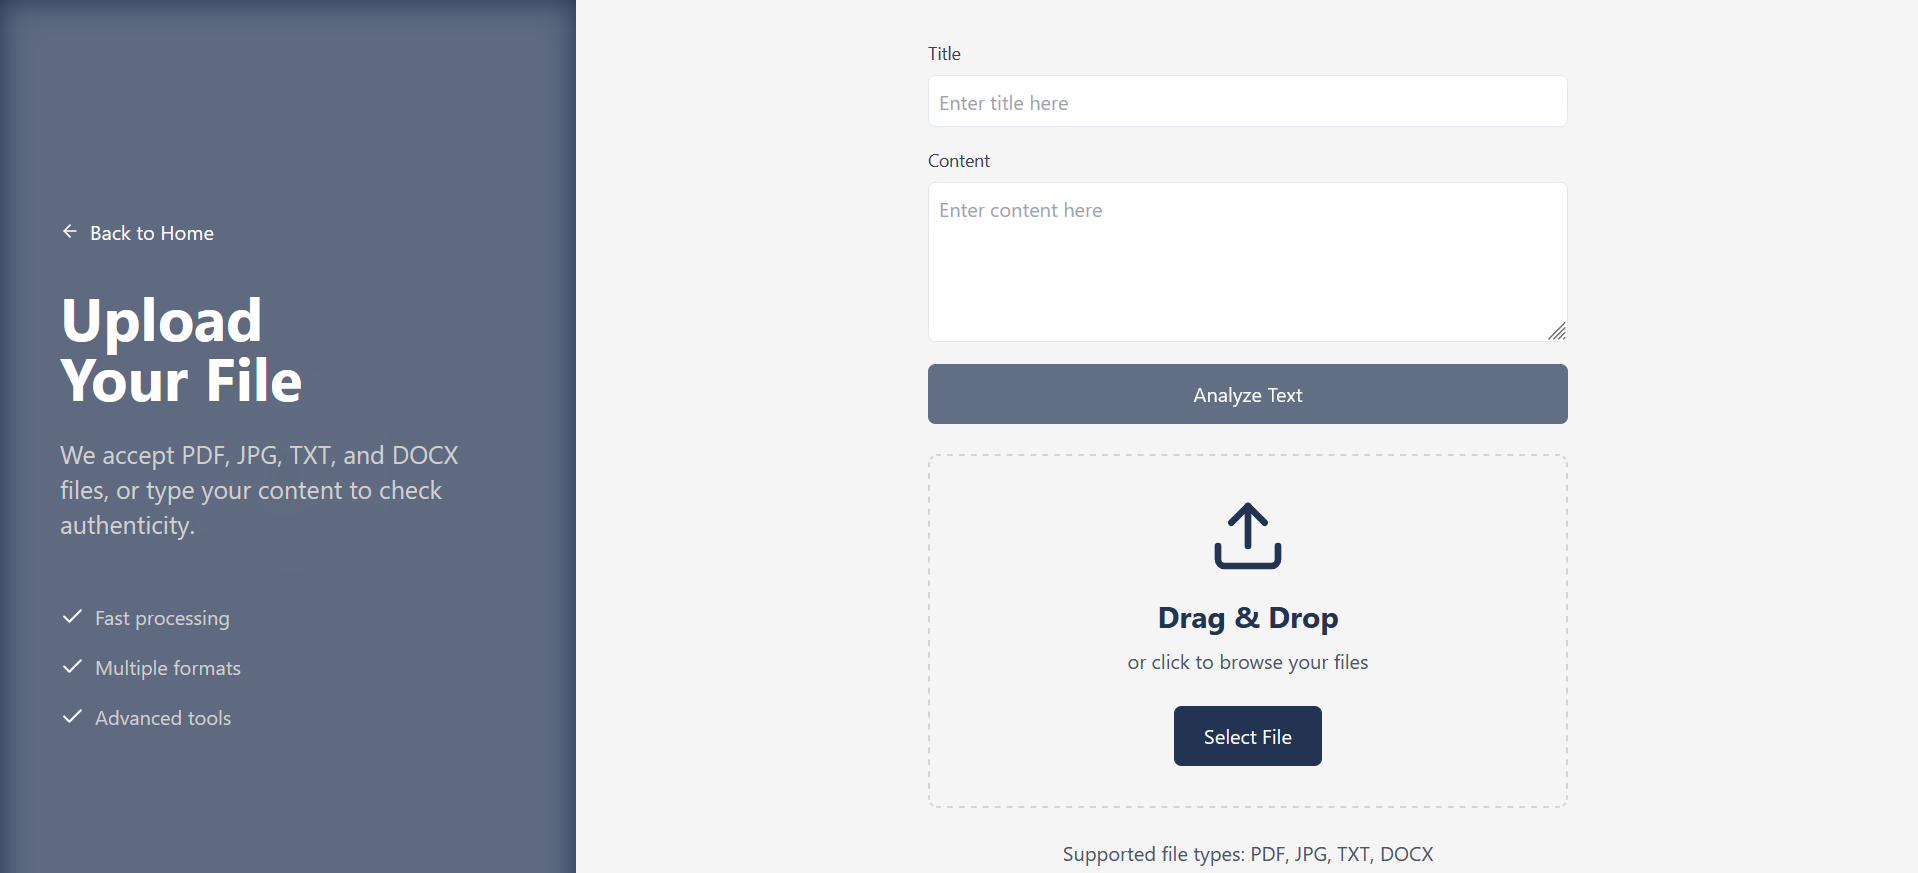 Back to Home
Upload
Your File
We accept PDF, JPG, TXT, and DOCX
files, or type your content to check
authenticity.
Fast processing
Multiple formats
Advanced tools
Title
Enter title here
Content
Enter content here
Analyze Text
Drag & Drop
or click to browse your files
Select File
Supported file types: PDF, JPG, TXT, DOCX